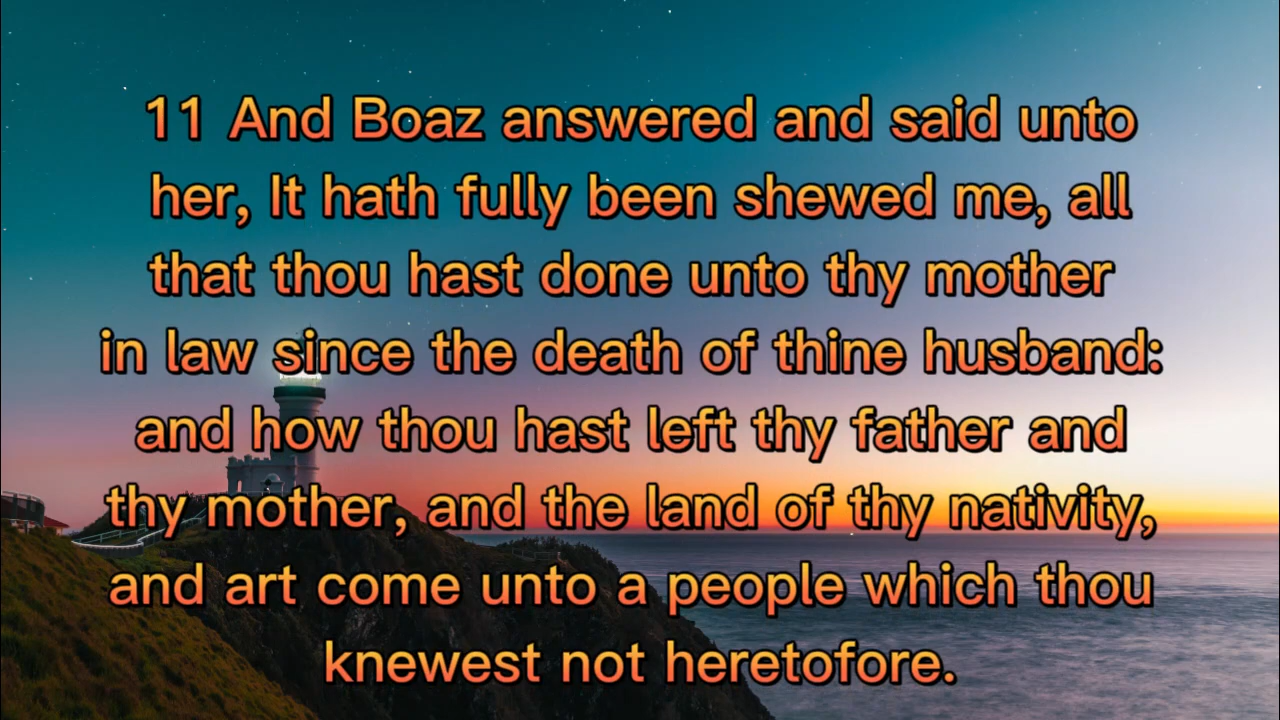 11 And Boaz answered and said unto
her, It hath fully been shewed me, all
that thou hast done unto thy mother
in law since the death of thine husband:
and how thou hast left thy father and
thy mother, and the land of thy nativity,
and art come unto a people which thou
knewest not heretofore.